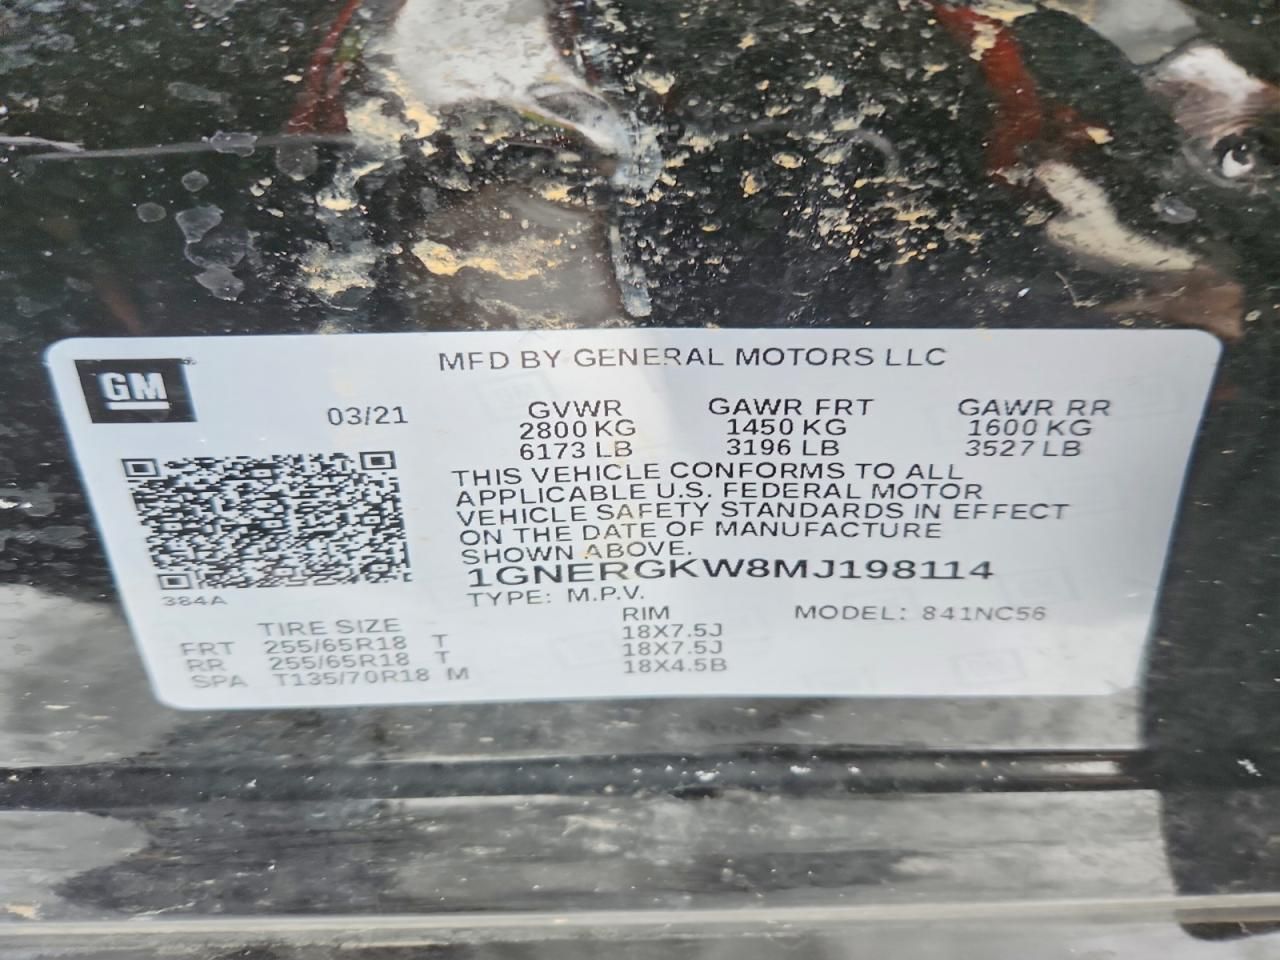 MFD BY GENERAL MOTORS LLC
GM
03/21
GVWR GAWR FRT GAWR RR
2800 KG 1450 KG 1600 KG
6173 LB 3196 LB 3527 LB
THIS VEHICLE CONFORMS TO ALL
APPLICABLE U.S. FEDERAL MOTOR
VEHICLE SAFETY STANDARDS IN EFFECT
ON THE DATE OF MANUFACTURE
SHOWN ABOVE.
1GNERGKW8MJ198114
384A
TYPE: M.P.V.
MODEL: 841NC56
TIRE SIZE RIM
FRT 255/65R18 T 18X7.5J
RR 255/65R18 T 18X7.5J
SPA T135/70R18 M 18X4.5B